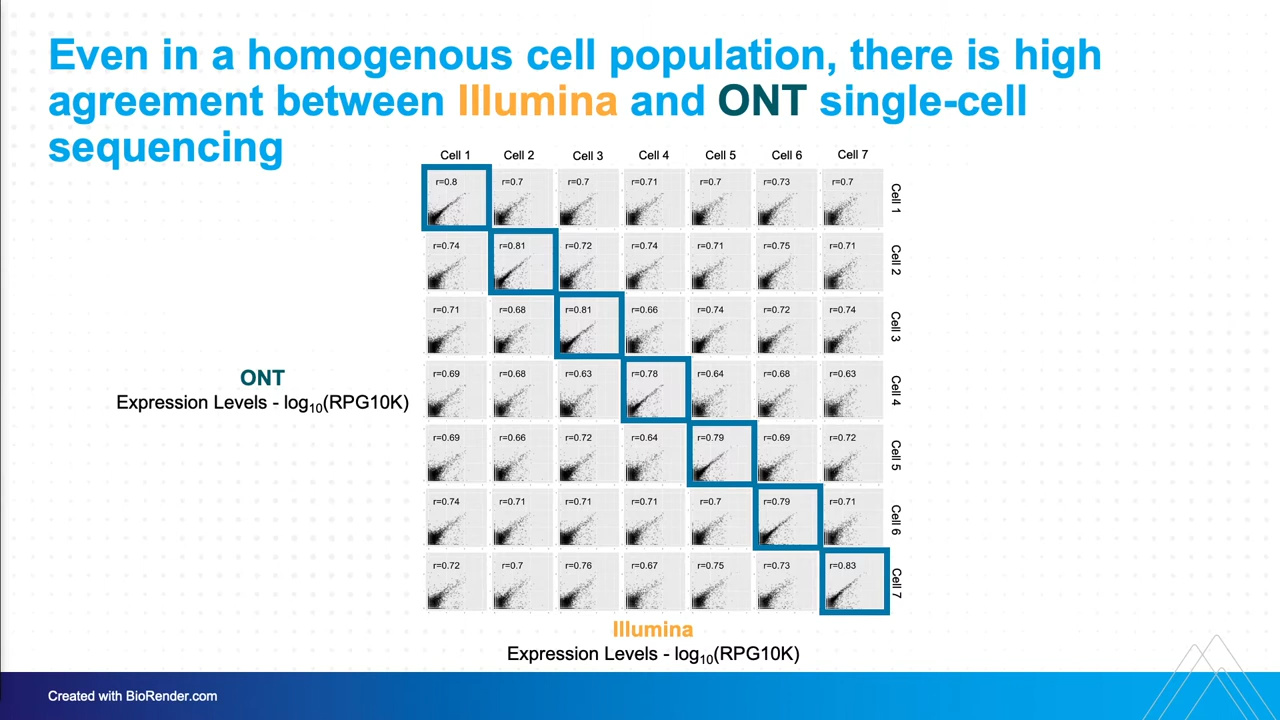 Even in a homogenous cell population, there is high
agreement between Illumina and ONT single-cell
sequencing
Cell 1 Cell 2 Cell 3 Cell 4 Cell 5 Cell 6 Cell 7
r=0.8 r=0.7 r=0.7 r=0.71 r=0.7 r=0.73 r=0.7 Cell 1
r=0.74 r=0.81 r=0.72 r=0.74 r=0.71 r=0.75 r=0.71 Cell 2
r=0.71 r=0.68 r=0.81 r=0.66 r=0.74 r=0.72 r=0.74 Cell 3
r=0.69 r=0.68 r=0.63 r=0.78 r=0.64 r=0.68 r=0.63 Cell 4
r=0.69 r=0.66 r=0.72 r=0.64 r=0.79 r=0.69 r=0.72 Cell 5
r=0.74 r=0.71 r=0.71 r=0.71 r=0.7 r=0.79 r=0.71 Cell 6
r=0.72 r=0.7 r=0.76 r=0.67 r=0.75 r=0.73 r=0.83 Cell 7
ONT
Expression Levels - log10(RPG10K)
Illumina
Expression Levels - log10(RPG10K)
Created with BioRender.com